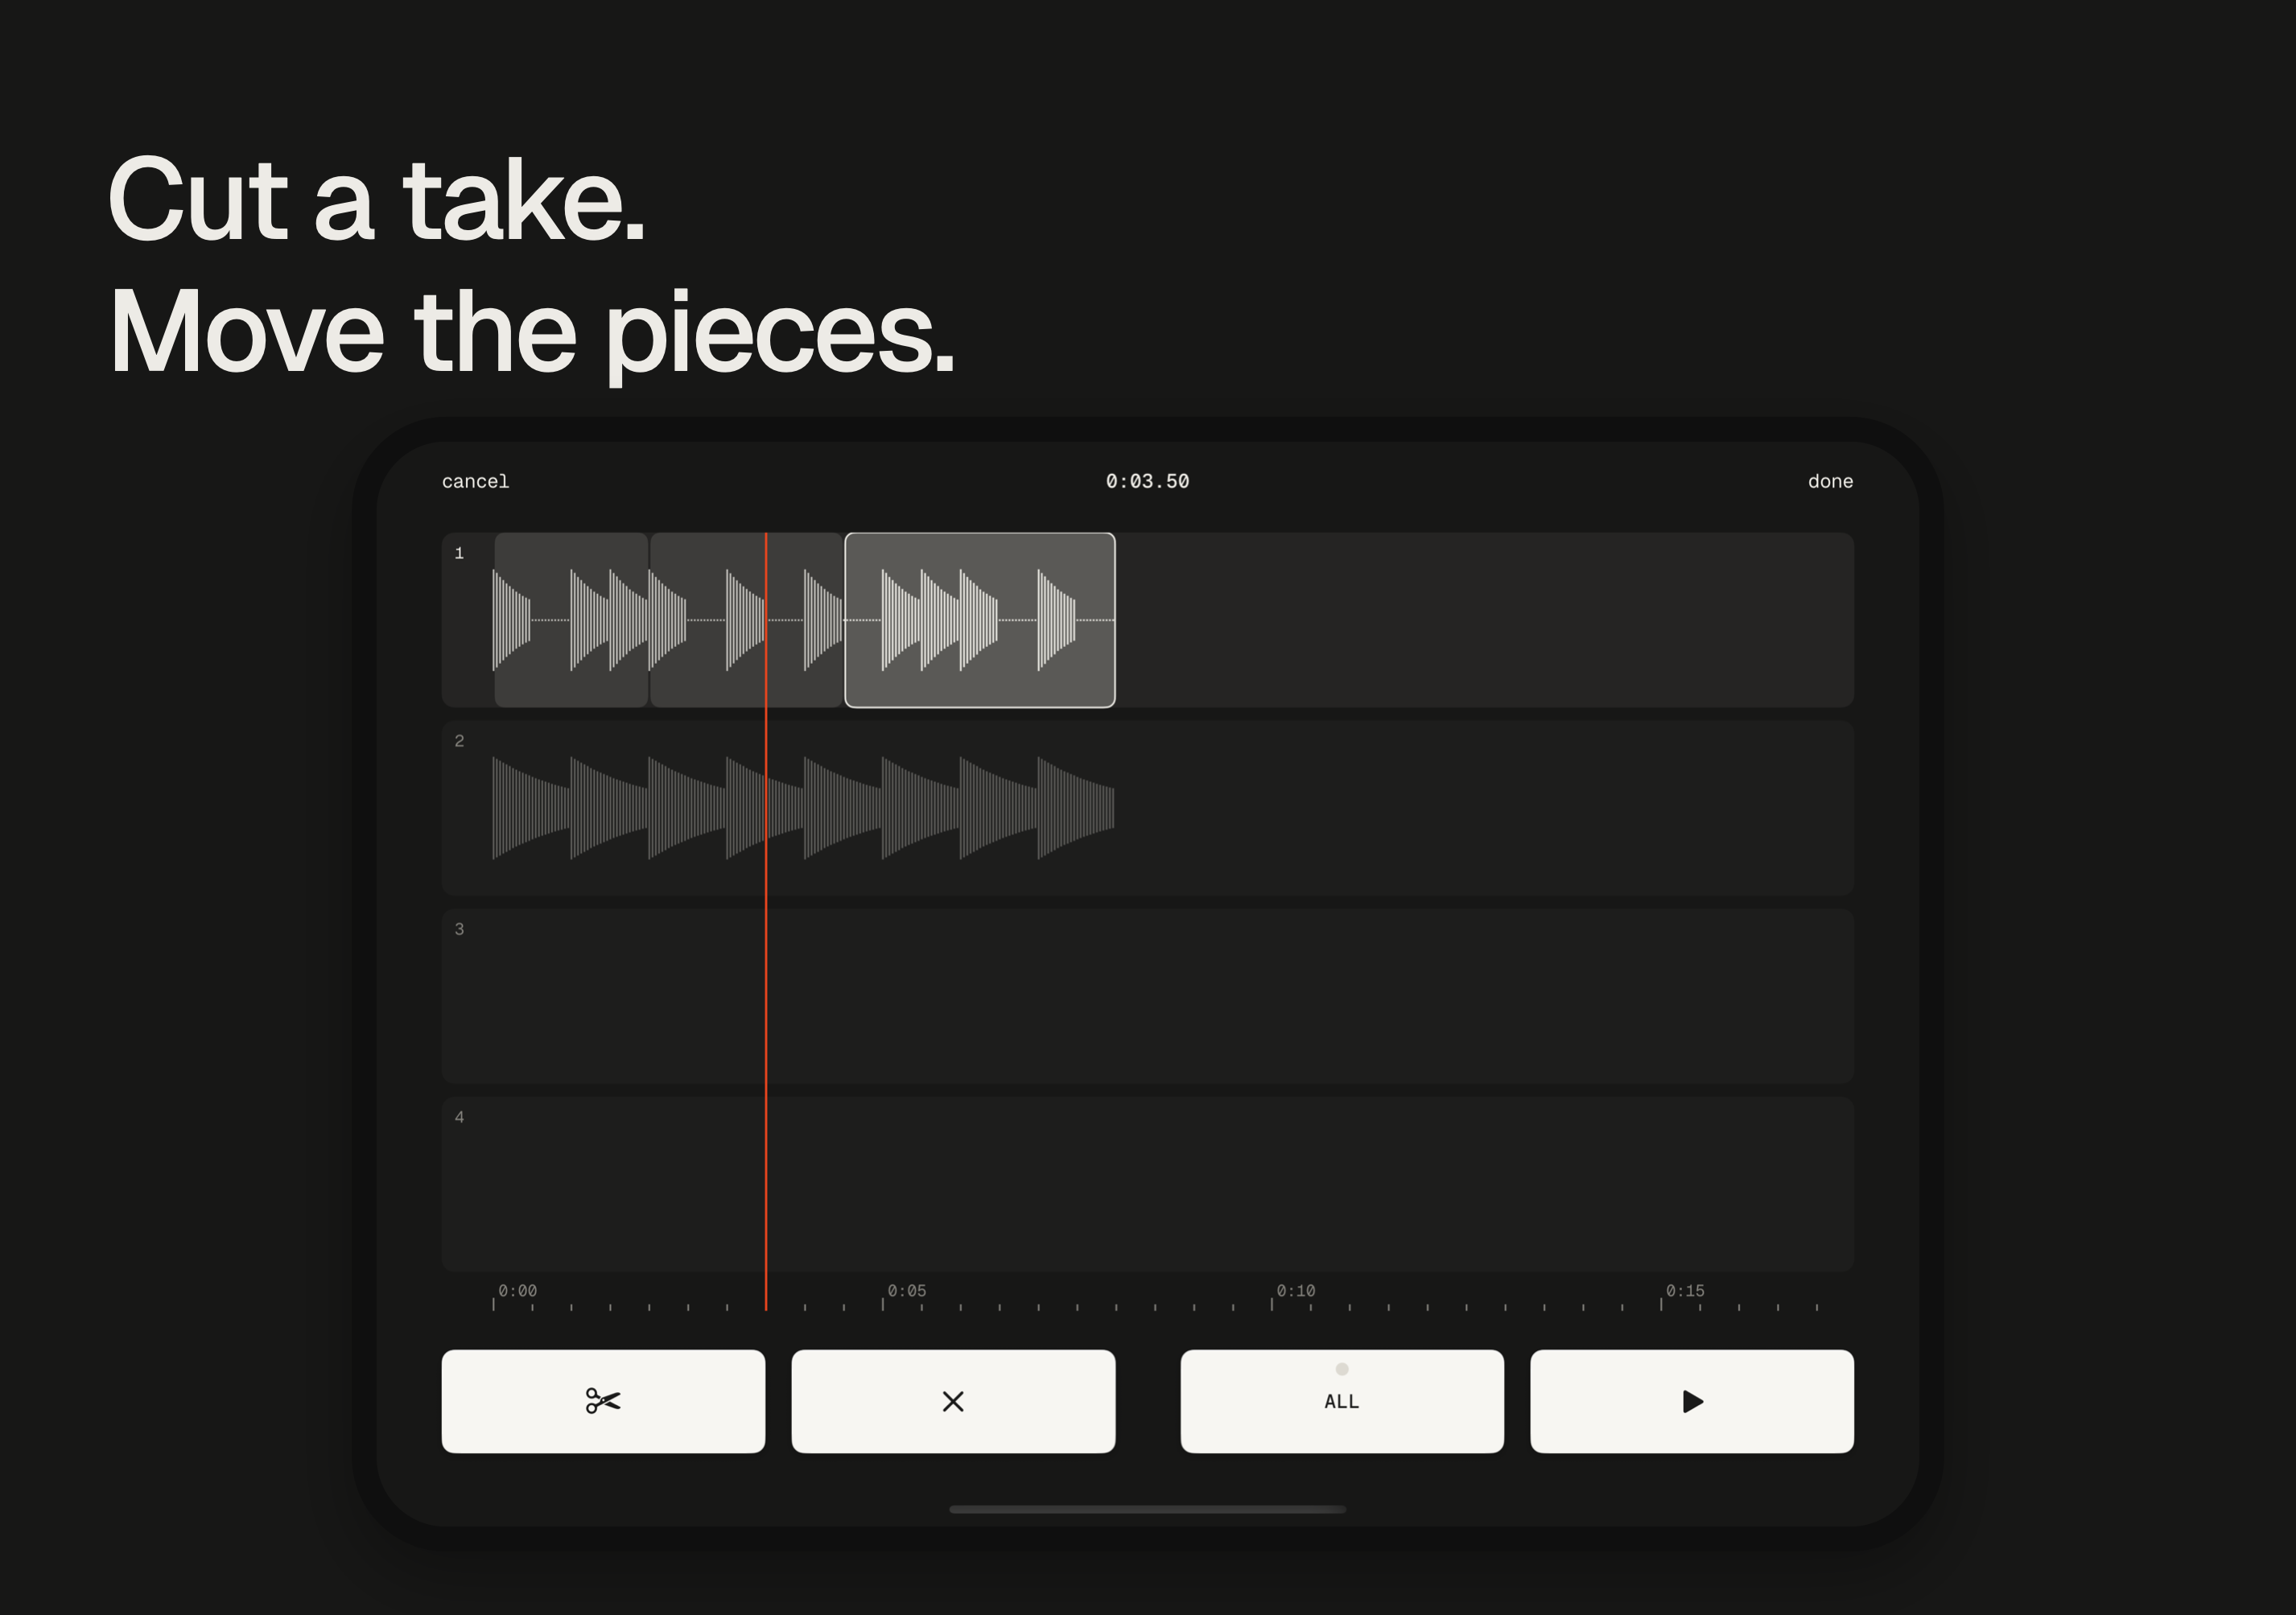 Cut a take.
Move the pieces.
cancel 0:03.50 done
1
2
3
4
0:00 0:05 0:10 0:15
ALL